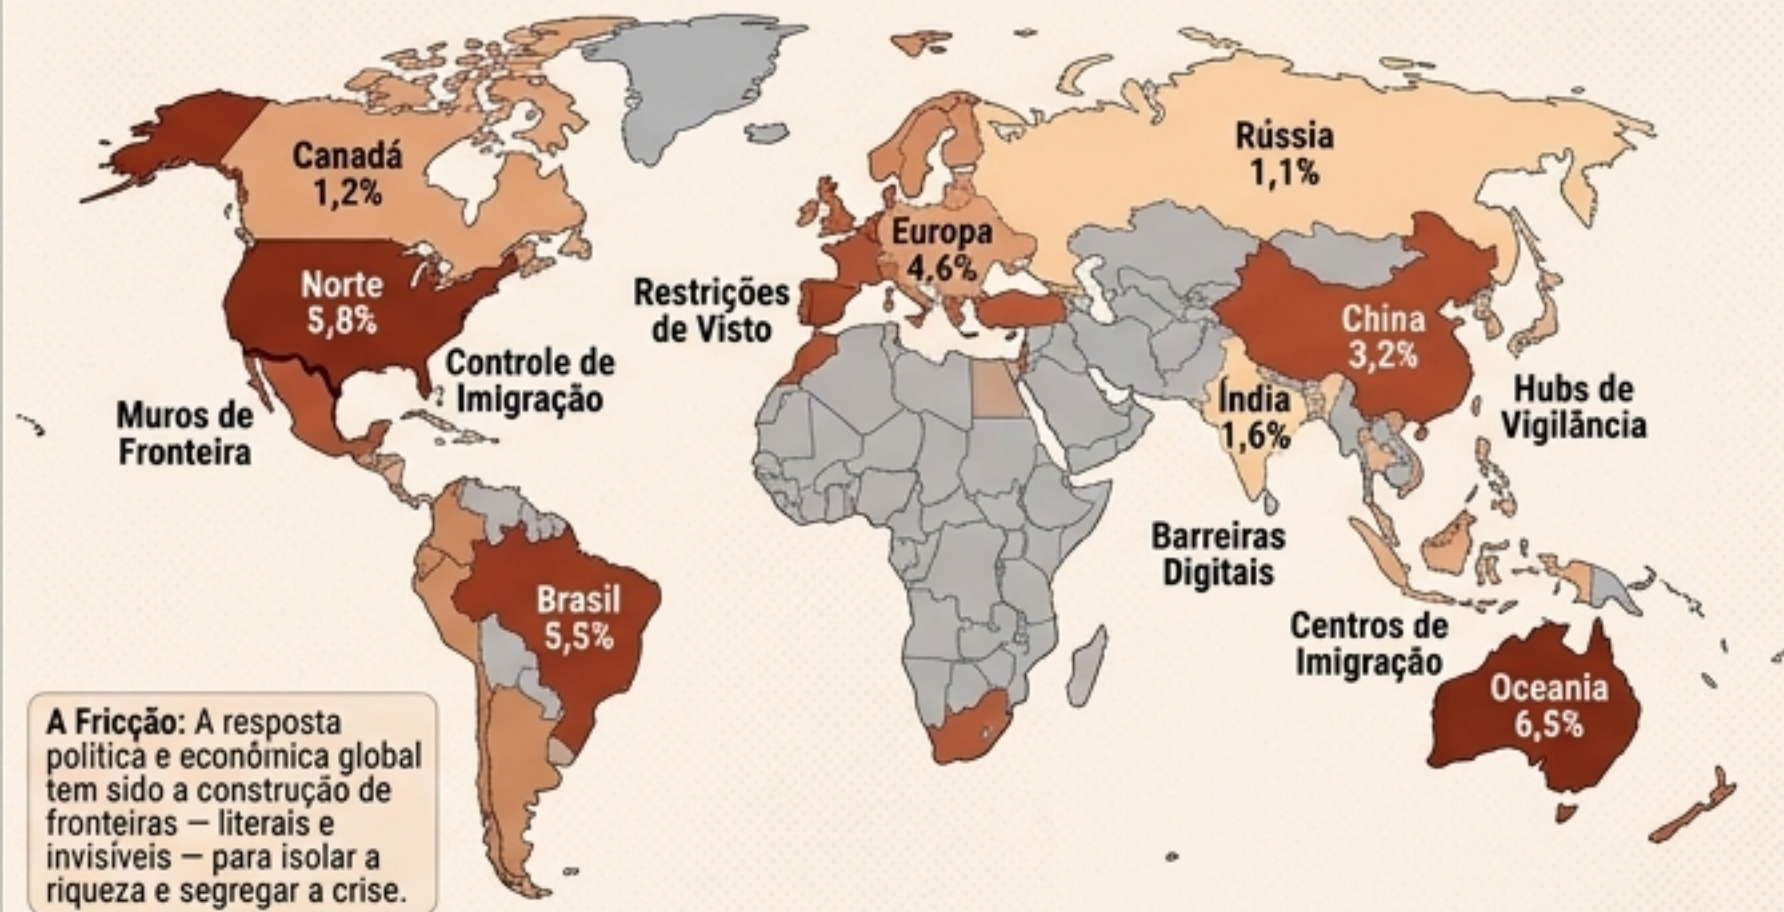 Canadá
1,2%
Norte
5,8%
Controle de
Imigração
Muros de
Fronteira
Restrições
de Visto
Europa
4,6%
Rússia
1,1%
China
3,2%
Índia
1,6%
Hubs de
Vigilância
Barreiras
Digitais
Centros de
Imigração
Brasil
5,5%
Oceania
6,5%
A Fricção: A resposta
política e econômica global
tem sido a construção de
fronteiras — literais e
invisíveis — para isolar a
riqueza e segregar a crise.